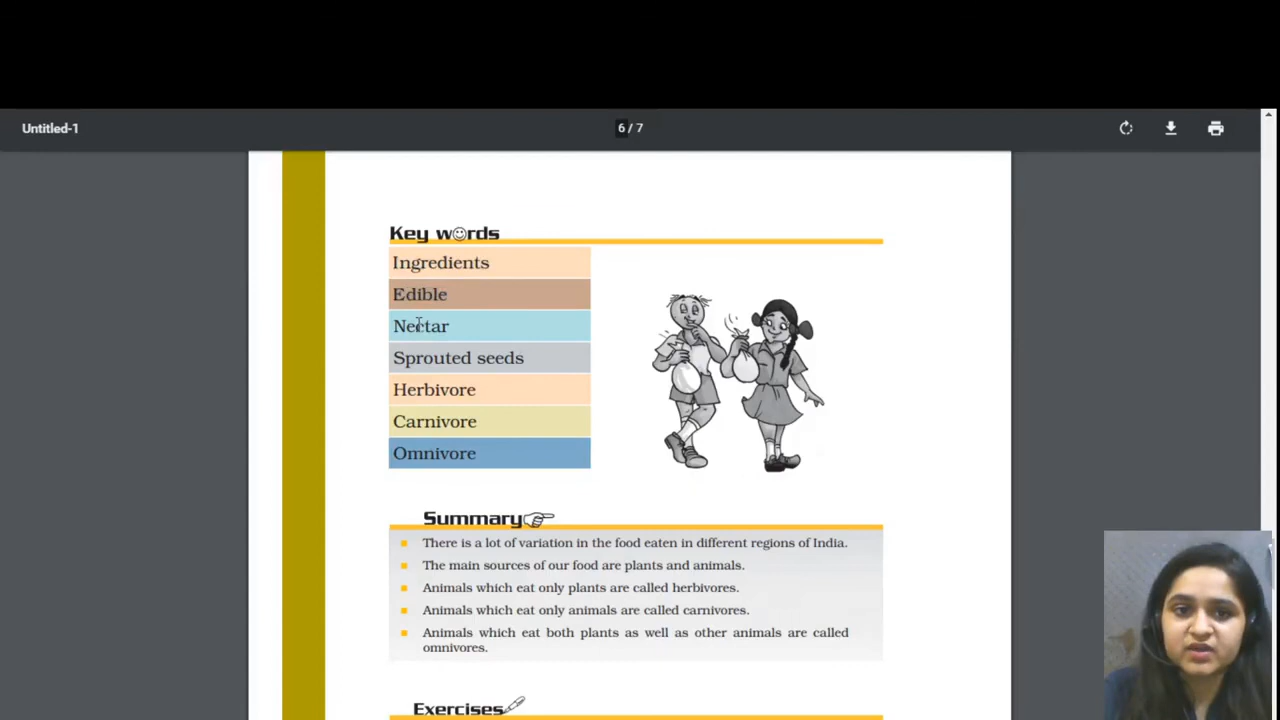 Untitled-1
6 / 7
Key words
Ingredients
Edible
Nectar
Sprouted seeds
Herbivore
Carnivore
Omnivore
Summary
There is a lot of variation in the food eaten in different regions of India.
The main sources of our food are plants and animals.
Animals which eat only plants are called herbivores.
Animals which eat only animals are called carnivores.
Animals which eat both plants as well as other animals are called
omnivores.
Exercises